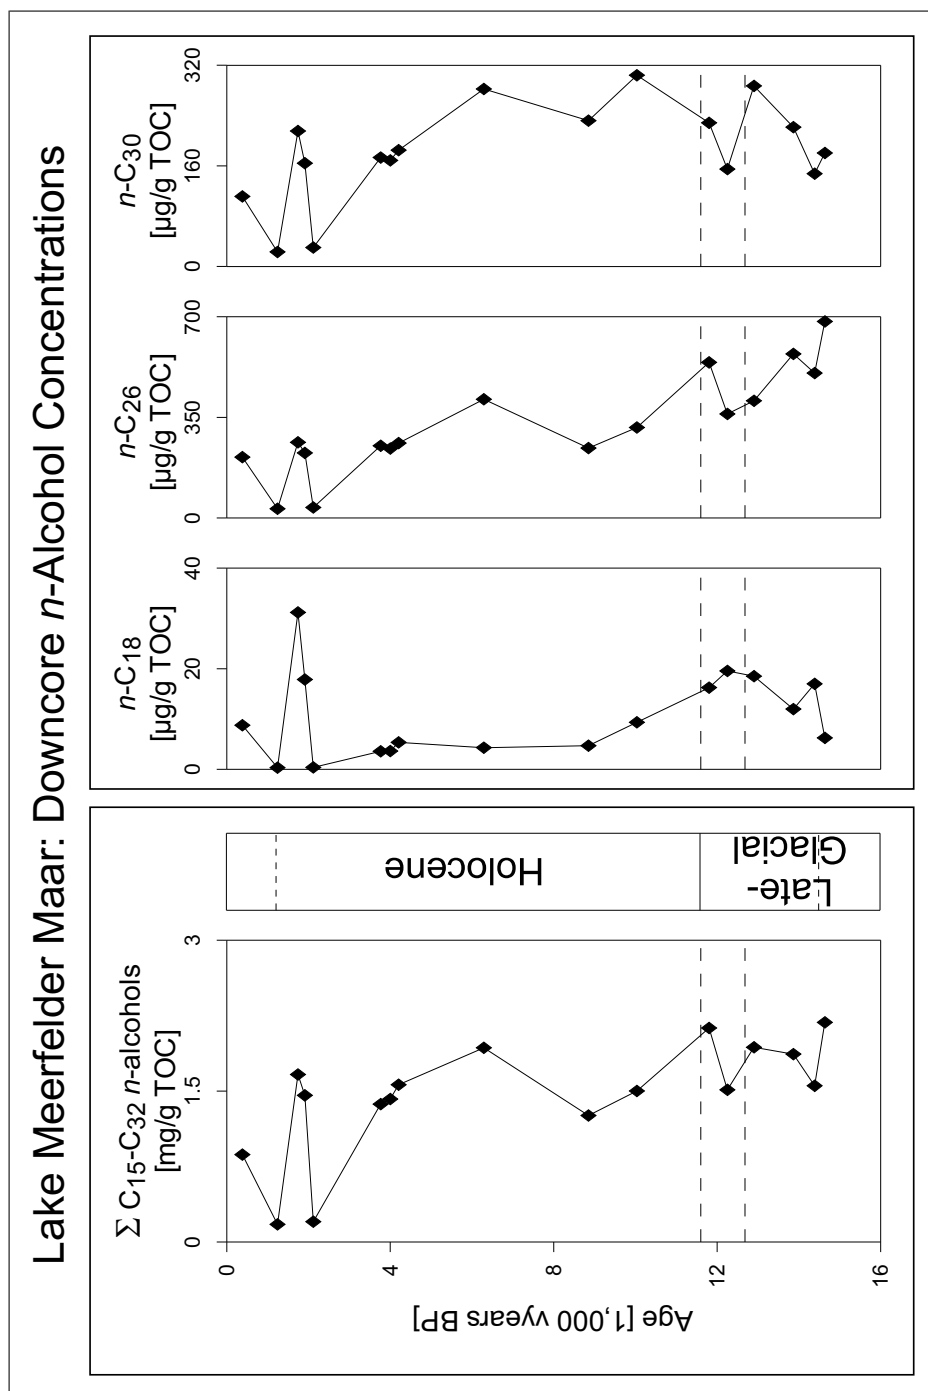 Lake Meerfelder Maar: Downcore n-Alcohol Concentrations
Σ C15-C32 n-alcohols
[mg/g TOC]
0
1.5
3
Age [1,000 vyears BP]
0
4
8
12
16
Holocene
Late-
Glacial
n-C18
[µg/g TOC]
0
20
40
n-C26
[µg/g TOC]
0
350
700
n-C30
[µg/g TOC]
0
160
320